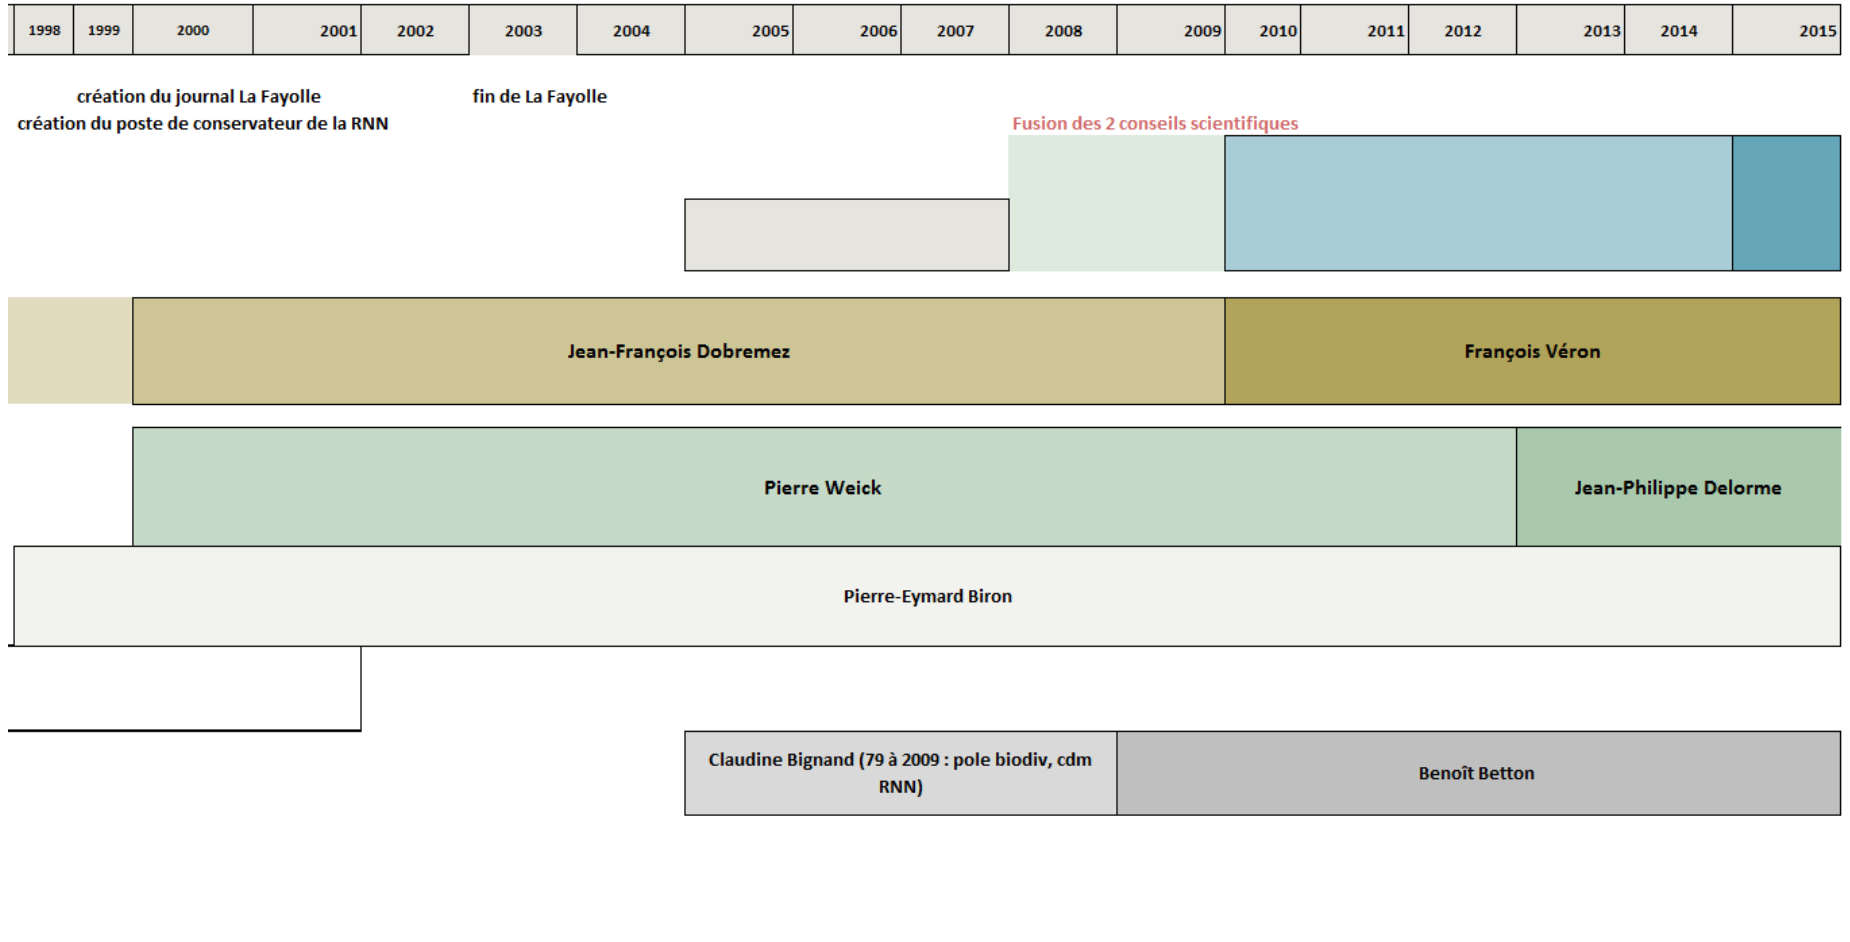 1998 1999 2000 2001 2002 2003 2004 2005 2006 2007 2008 2009 2010 2011 2012 2013 2014 2015
création du journal La Fayolle fin de La Fayolle
création du poste de conservateur de la RNN Fusion des 2 conseils scientifiques
Jean-François Dobremez François Véron
Pierre Weick Jean-Philippe Delorme
Pierre-Eymard Biron
Claudine Bignand (79 à 2009 : pole biodiv, cdm
RNN)
Benoît Betton